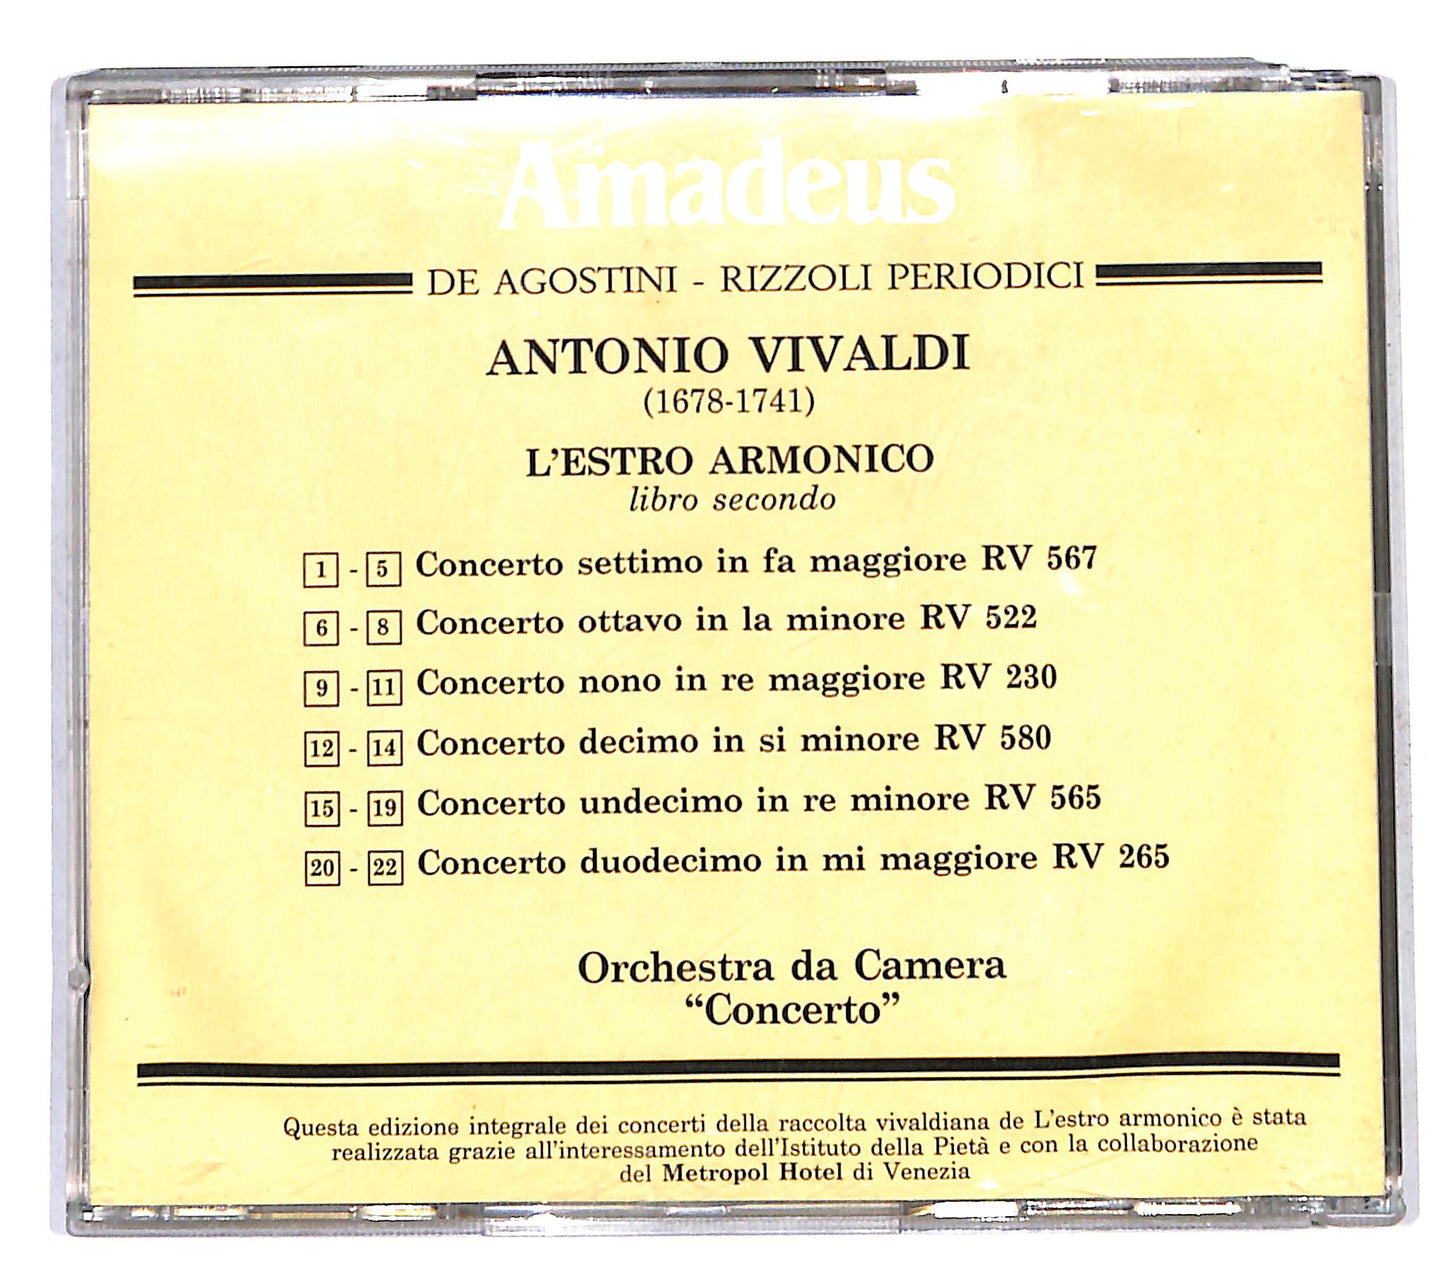 Amadeus
DE AGOSTINI - RIZZOLI PERIODICI
ANTONIO VIVALDI
(1678-1741)
L'ESTRO ARMONICO
libro secondo
1 - 5 Concerto settimo in fa maggiore RV 567
6 - 8 Concerto ottavo in la minore RV 522
9 - 11 Concerto nono in re maggiore RV 230
12 - 14 Concerto decimo in si minore RV 580
15 - 19 Concerto undecimo in re minore RV 565
20 - 22 Concerto duodecimo in mi maggiore RV 265
Orchestra da Camera
“Concerto”
Questa edizione integrale dei concerti della raccolta vivaldiana de L'estro armonico è stata
realizzata grazie all'interessamento dell'Istituto della Pietà e con la collaborazione
del Metropol Hotel di Venezia